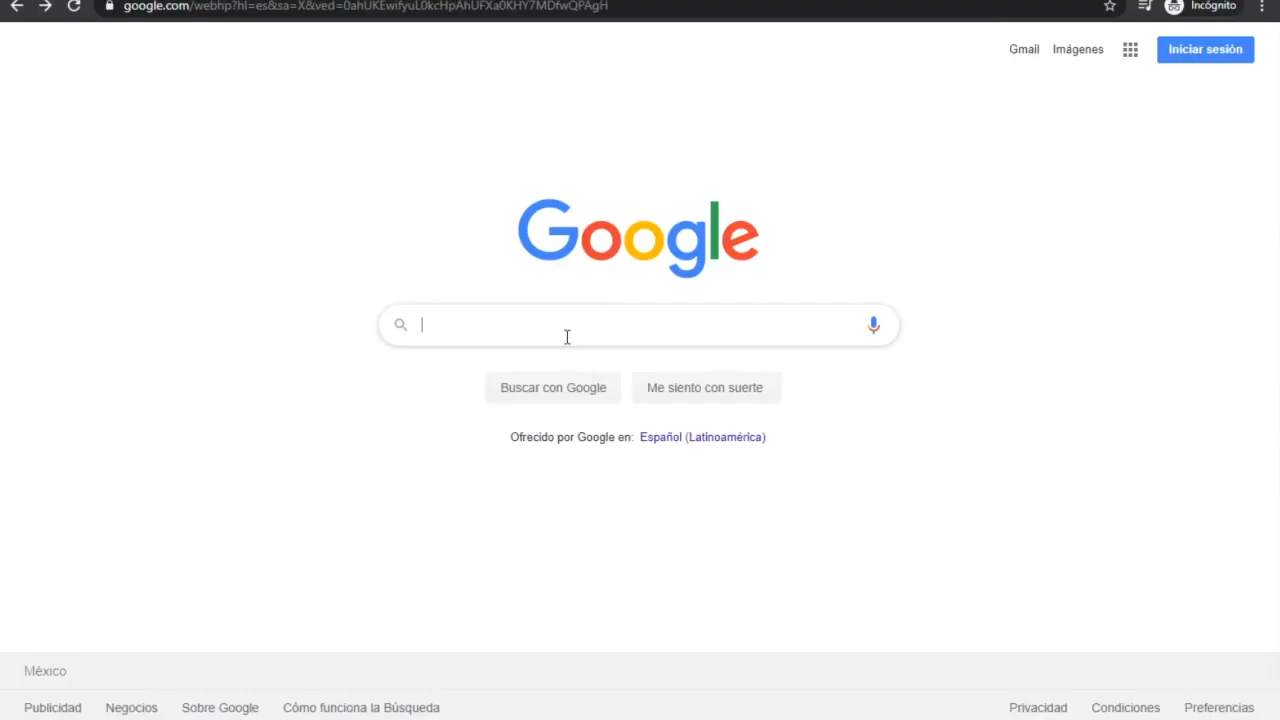 google.com/webhp?hl=es&sa=X&ved=0ahUKEwifyuL0kcHpAhUFXa0KHY7MDfwQPAgH
Incógnito
Gmail Imágenes Iniciar sesión
Google
Buscar con Google Me siento con suerte
Ofrecido por Google en: Español (Latinoamérica)
México
Publicidad Negocios Sobre Google Cómo funciona la Búsqueda Privacidad Condiciones Preferencias